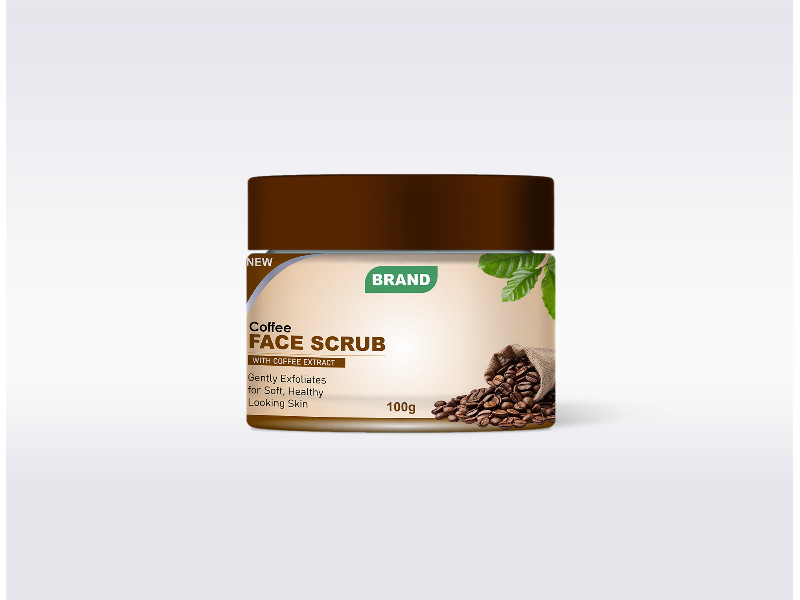 NEW
BRAND
Coffee
FACE SCRUB
WITH COFFEE EXTRACT
Gently Exfoliates
for Soft, Healthy
Looking Skin
100g